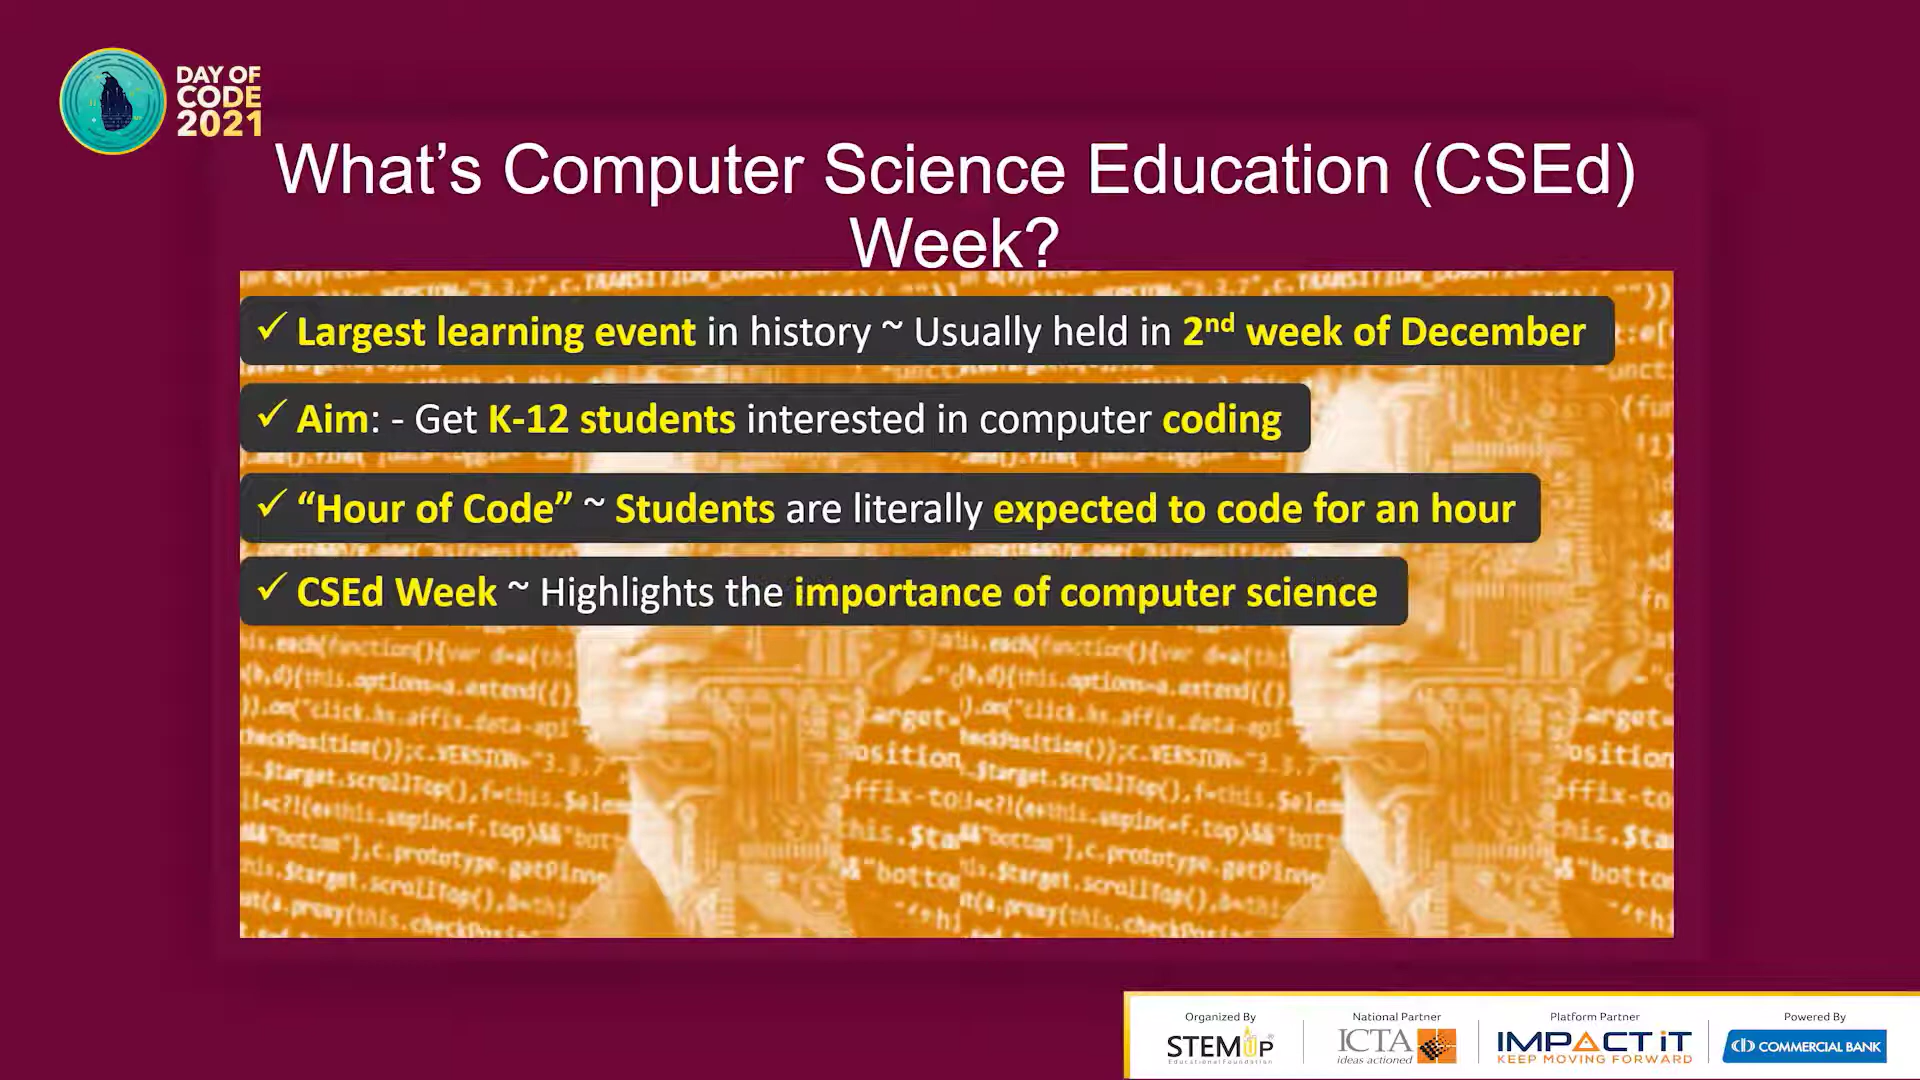 DAY OF
CODE
2021
What’s Computer Science Education (CSEd)
Week?
✓ Largest learning event in history ~ Usually held in 2nd week of December
✓ Aim: - Get K-12 students interested in computer coding
✓ “Hour of Code” ~ Students are literally expected to code for an hour
✓ CSEd Week ~ Highlights the importance of computer science
Organized By
STEMUP
Educational Foundation
National Partner
ICTA
ideas actioned
Platform Partner
IMPACT iT
KEEP MOVING FORWARD
Powered By
COMMERCIAL BANK